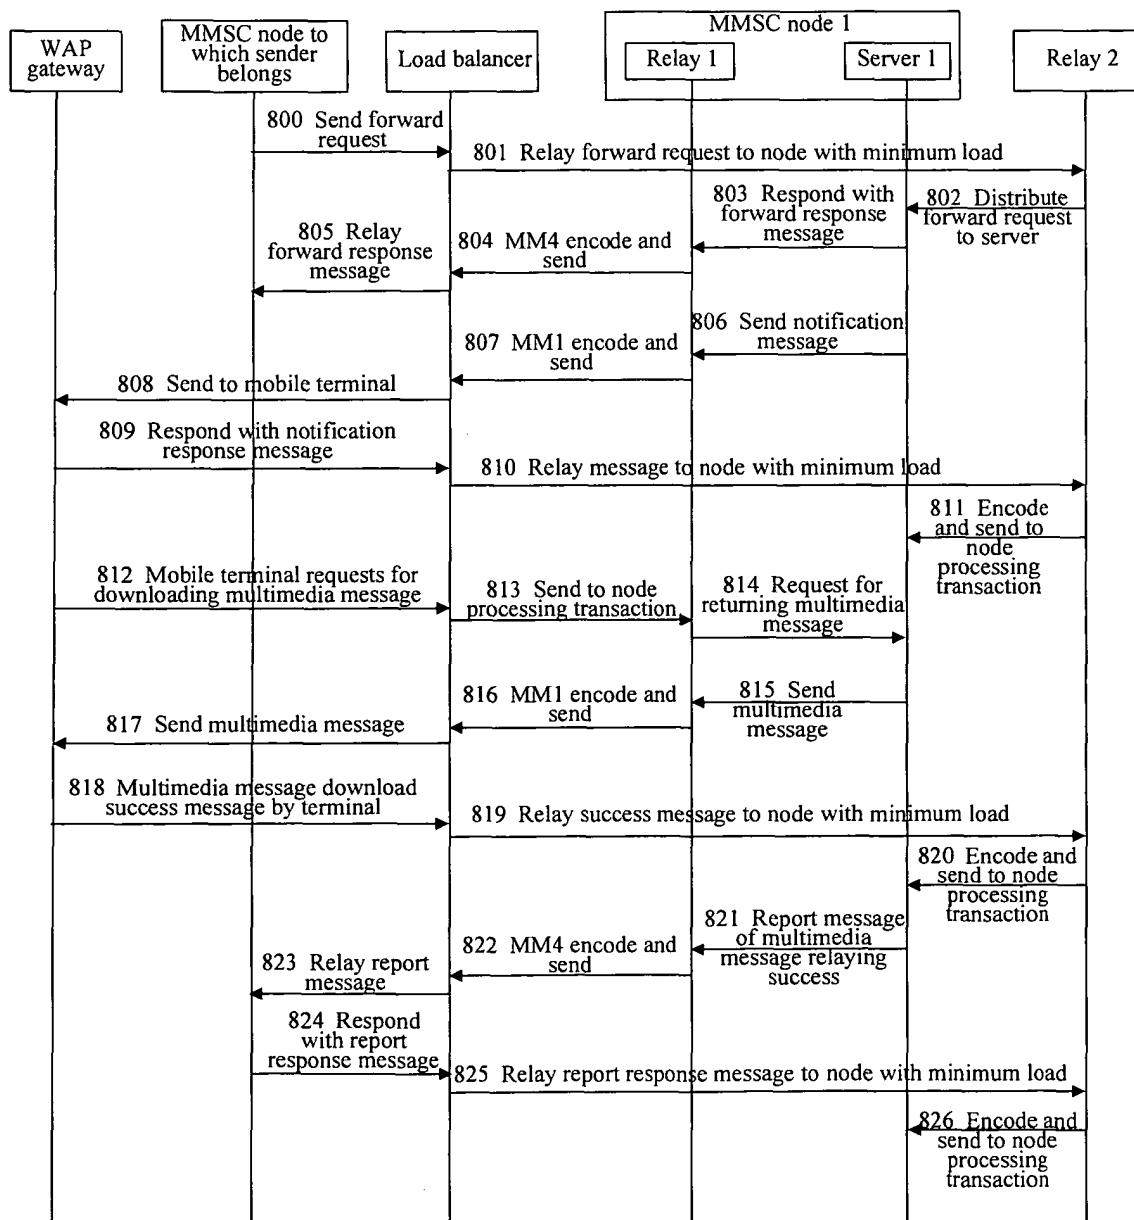 MMSC node 1
WAP
gateway
MMSC node to
which sender
belongs
Load balancer
Relay 1
Server 1
Relay 2
800 Send forward
request
801 Relay forward request to node with minimum load
802 Distribute
forward request
to server
803 Respond with
forward response
message
804 MM4 encode and
send
805 Relay
forward response
message
806 Send notification
message
807 MM1 encode and
send
808 Send to mobile terminal
809 Respond with notification
response message
810 Relay message to node with minimum load
811 Encode
and send to
node
processing
transaction
812 Mobile terminal requests for
downloading multimedia message
813 Send to node
processing transaction
814 Request for
returning multimedia
message
815 Send
multimedia
message
816 MM1 encode and
send
817 Send multimedia message
818 Multimedia message download
success message by terminal
819 Relay success message to node with minimum load
820 Encode and
send to node
processing
transaction
821 Report message
of multimedia
message relaying
success
822 MM4 encode and
send
823 Relay report
message
824 Respond
with report
response message
825 Relay report response message to node with minimum load
826 Encode and
send to node
processing
transaction